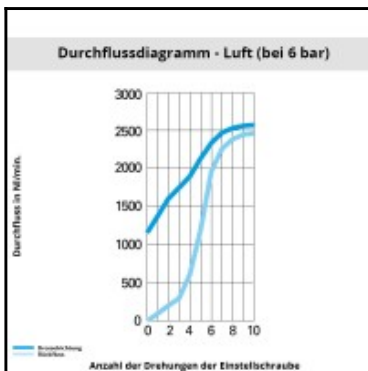 Durchflussdiagramm - Luft (bei 6 bar)
Durchfluss in Nl/min.
3000
2500
2000
1500
1000
500
0
0 2 4 6 8 10
Anzahl der Drehungen der Einstellschraube